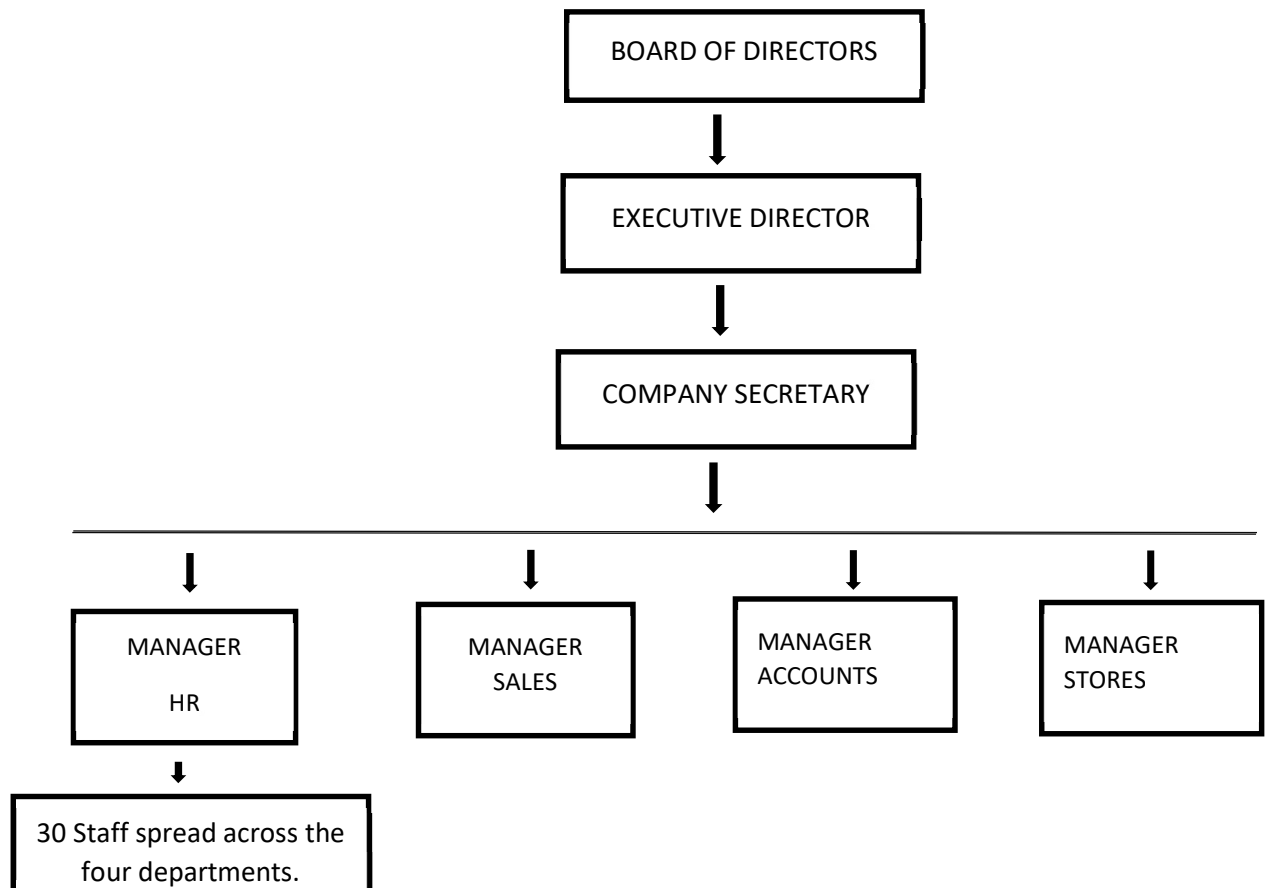 BOARD OF DIRECTORS
EXECUTIVE DIRECTOR
COMPANY SECRETARY
MANAGER
HR
MANAGER
SALES
MANAGER
ACCOUNTS
MANAGER
STORES
30 Staff spread across the
four departments.